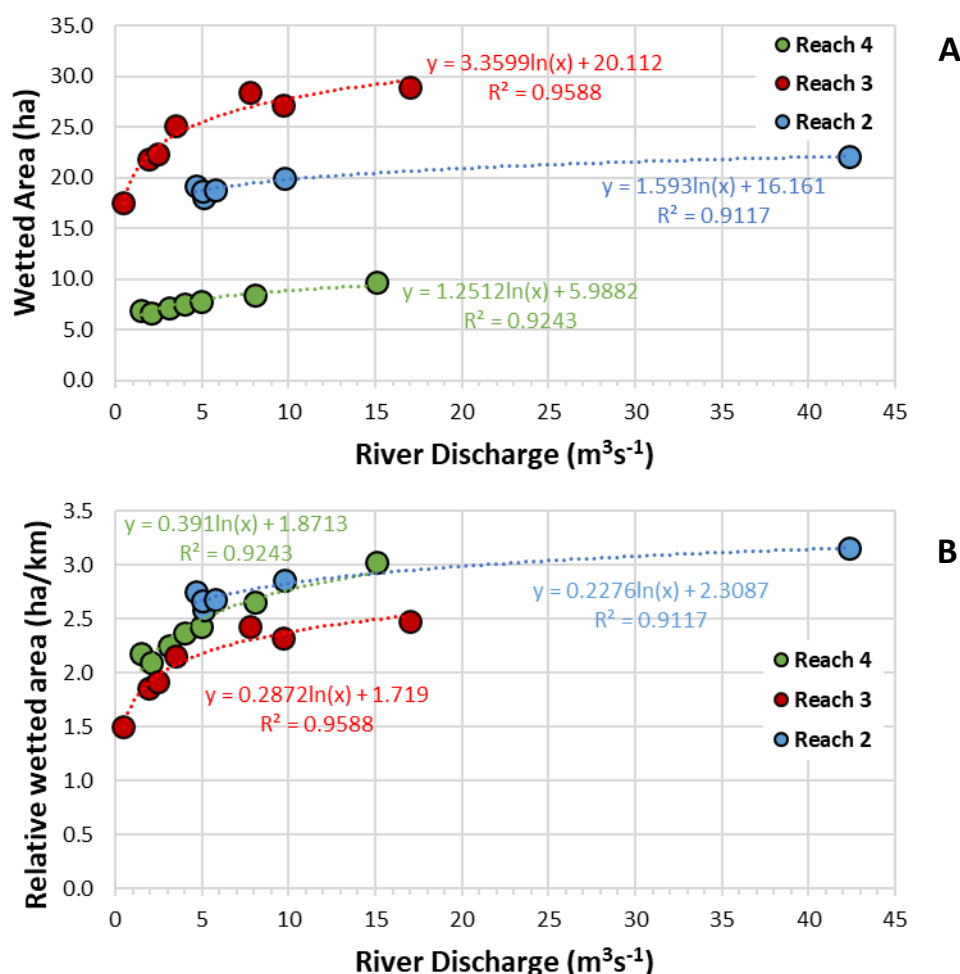 A
35.0
30.0
25.0
20.0
15.0
10.0
5.0
0.0
Wetted Area (ha)
y = 3.3599ln(x) + 20.112
R² = 0.9588
Reach 4
Reach 3
Reach 2
y = 1.593ln(x) + 16.161
R² = 0.9117
y = 1.2512ln(x) + 5.9882
R² = 0.9243
0 5 10 15 20 25 30 35 40 45
River Discharge (m³s⁻¹)
B
3.5
3.0
2.5
2.0
1.5
1.0
0.5
0.0
Relative wetted area (ha/km)
y = 0.391ln(x) + 1.8713
R² = 0.9243
y = 0.2276ln(x) + 2.3087
R² = 0.9117
Reach 4
Reach 3
Reach 2
y = 0.2872ln(x) + 1.719
R² = 0.9588
0 5 10 15 20 25 30 35 40 45
River Discharge (m³s⁻¹)